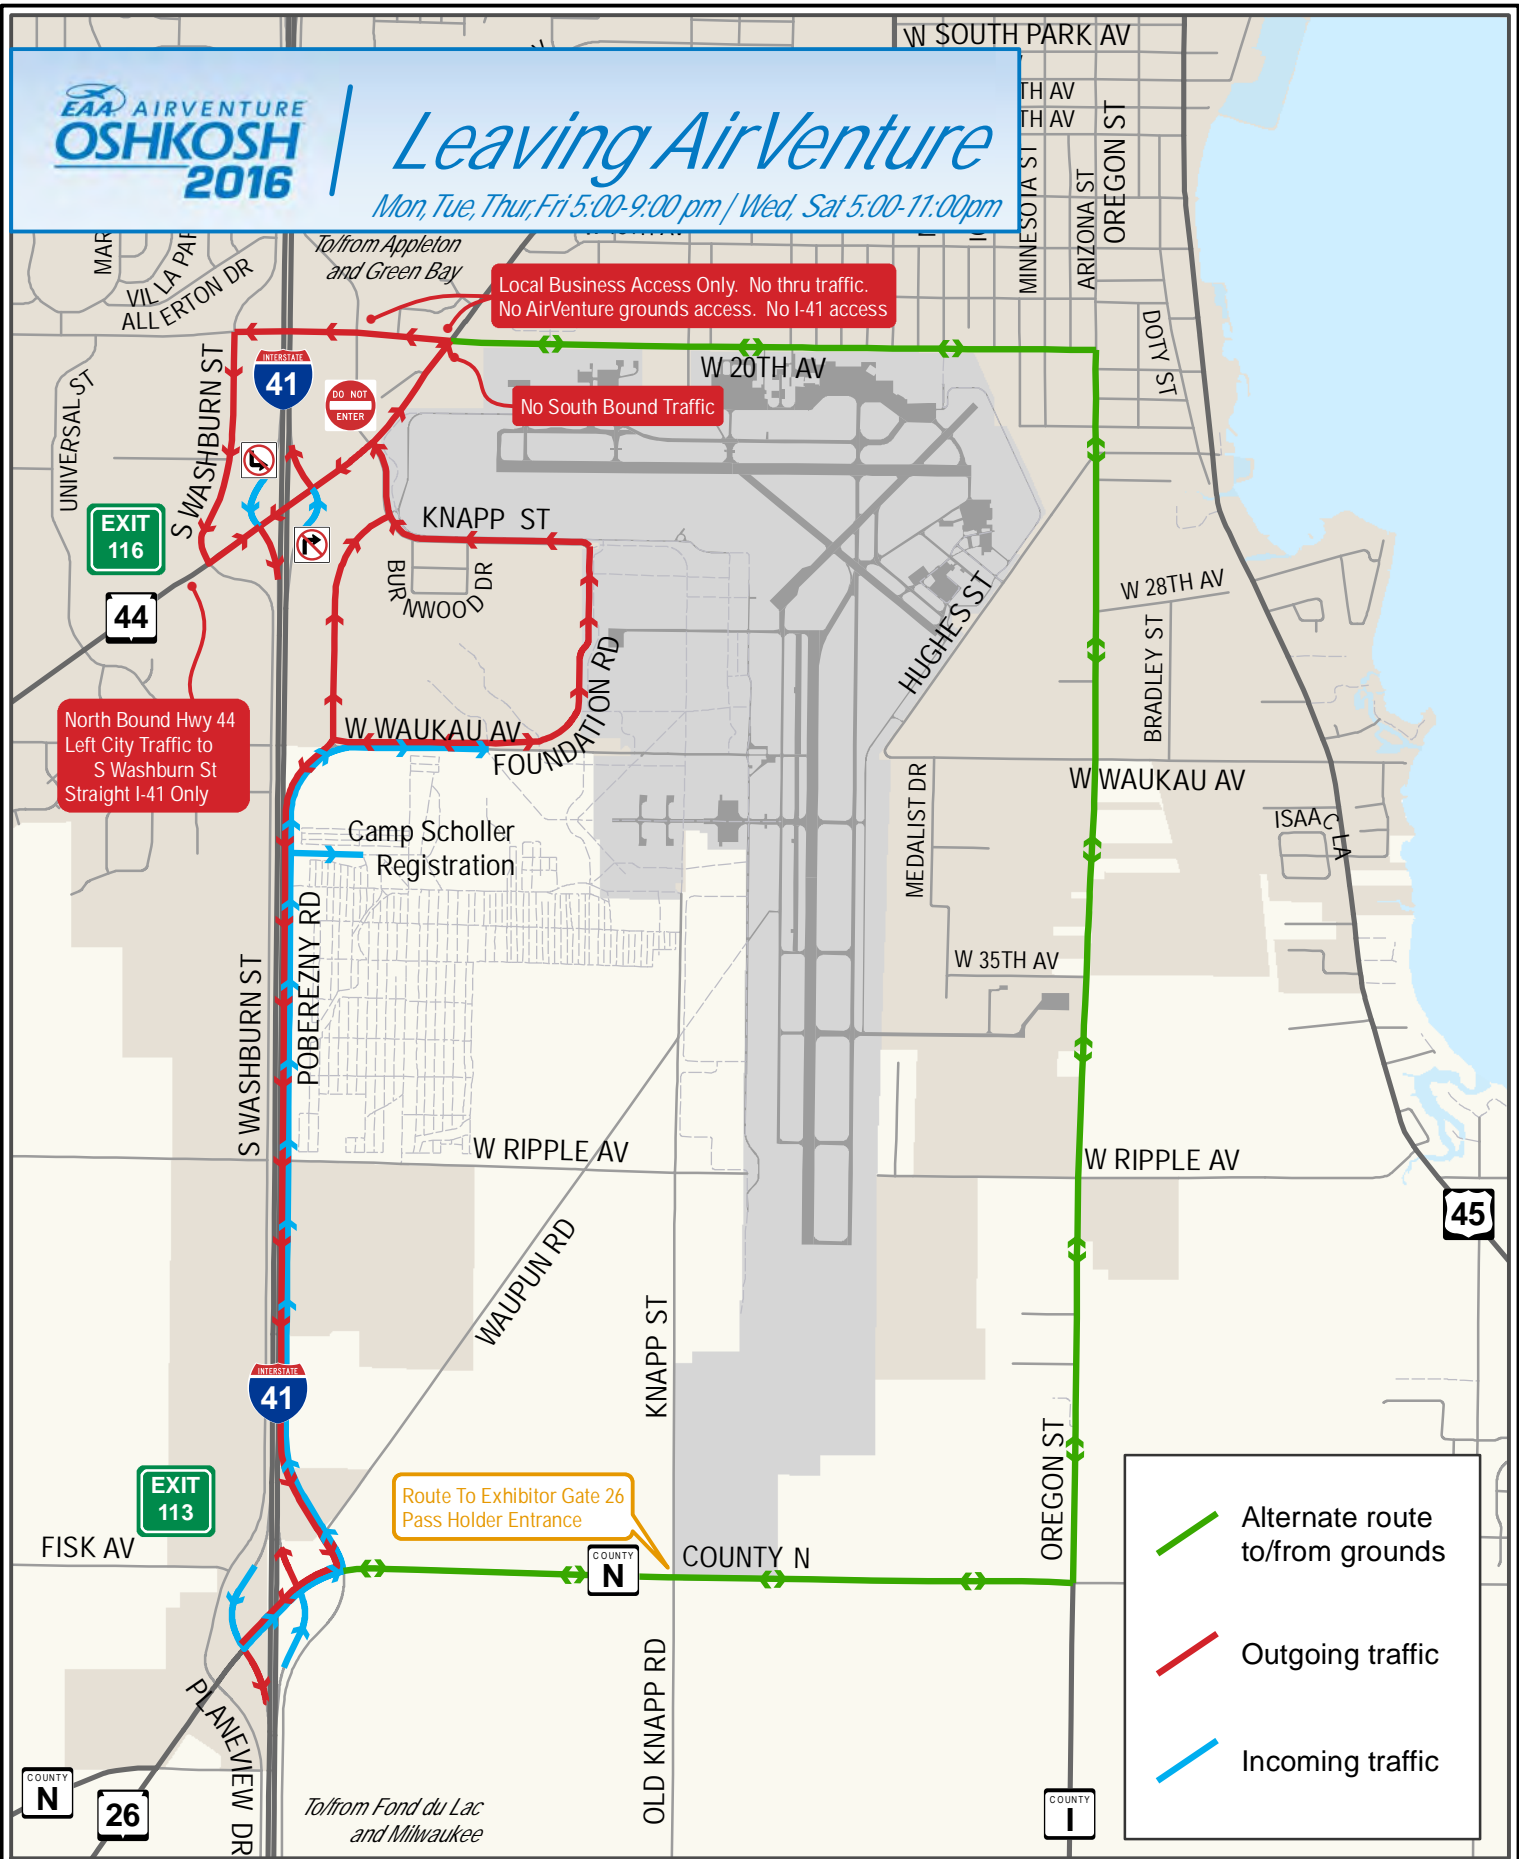 W SOUTH PARK AV
EAA AIRVENTURE
OSHKOSH
2016
Leaving AirVenture
Mon, Tue, Thur, Fri 5:00-9:00 pm / Wed, Sat 5:00-11:00pm
TH AV
TH AV
OREGON ST
MINNESOTA ST
ARIZONA ST
MAR
VILLA PAR
ALLERTON DR
To/from Appleton
and Green Bay
Local Business Access Only. No thru traffic.
No AirVenture grounds access. No I-41 access
DOTY ST
W 20TH AV
INTERSTATE
41
DO NOT
ENTER
No South Bound Traffic
UNIVERSAL ST
S WASHBURN ST
EXIT
116
KNAPP ST
BURNWOOD DR
44
HUGHES ST
W 28TH AV
BRADLEY ST
FOUNDATION RD
North Bound Hwy 44
Left City Traffic to
S Washburn St
Straight I-41 Only
W WAUKAU AV
W WAUKAU AV
MEDALIST DR
ISAAC LA
Camp Scholler
Registration
POBEREZNY RD
S WASHBURN ST
W 35TH AV
W RIPPLE AV
W RIPPLE AV
45
WAUPUN RD
KNAPP ST
INTERSTATE
41
OREGON ST
EXIT
113
FISK AV
Route To Exhibitor Gate 26
Pass Holder Entrance
COUNTY
N
COUNTY N
Alternate route
to/from grounds
Outgoing traffic
Incoming traffic
OLD KNAPP RD
PLANEVIEW DR
COUNTY
N
26
To/from Fond du Lac
and Milwaukee
COUNTY
I